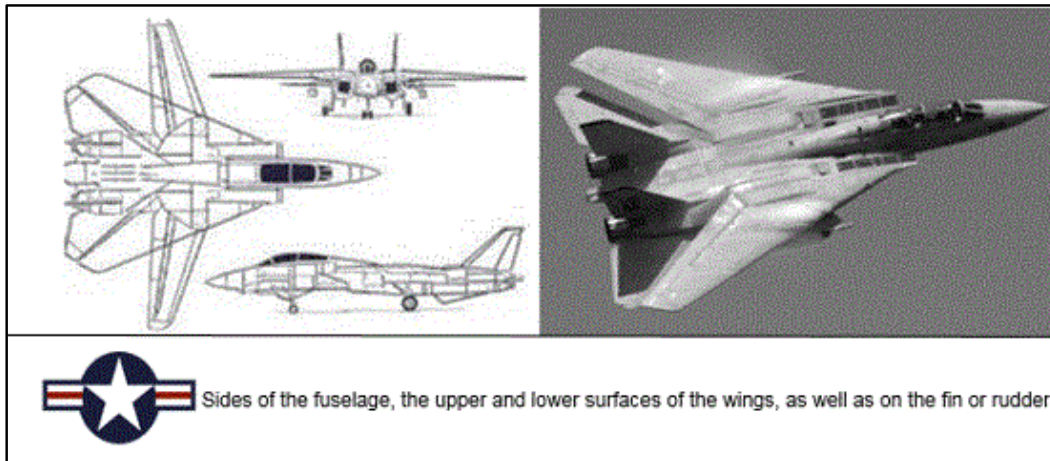 Sides of the fuselage, the upper and lower surfaces of the wings, as well as on the fin or rudder